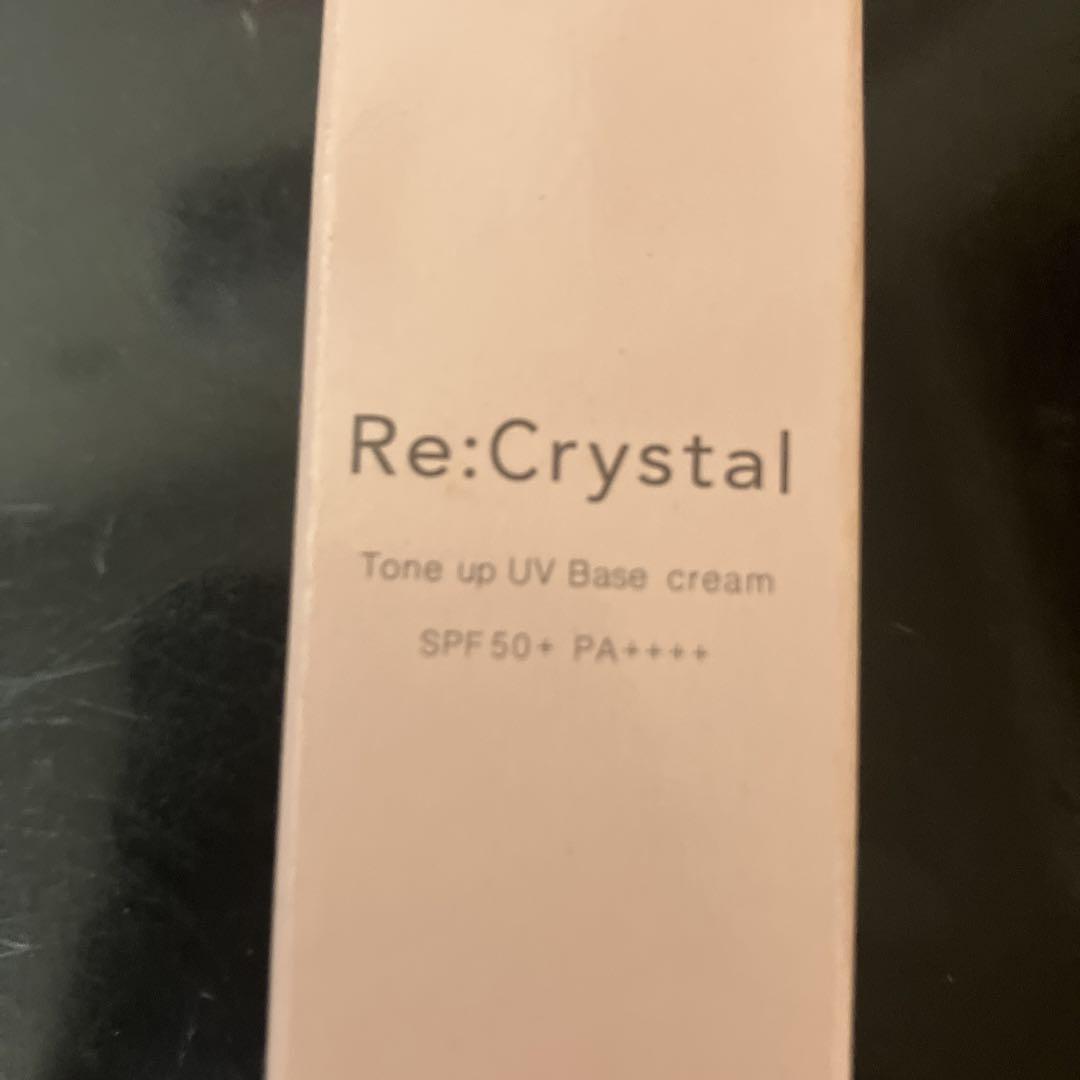 Re:Crystal
Tone up UV Base cream
SPF50+ PA++++